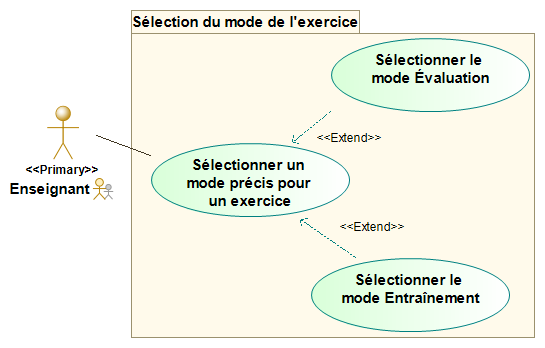 Sélection du mode de l'exercice
Sélectionner le
mode Évaluation
<<Extend>>
<<Primary>>
Enseignant
Sélectionner un
mode précis pour
un exercice
<<Extend>>
Sélectionner le
mode Entraînement